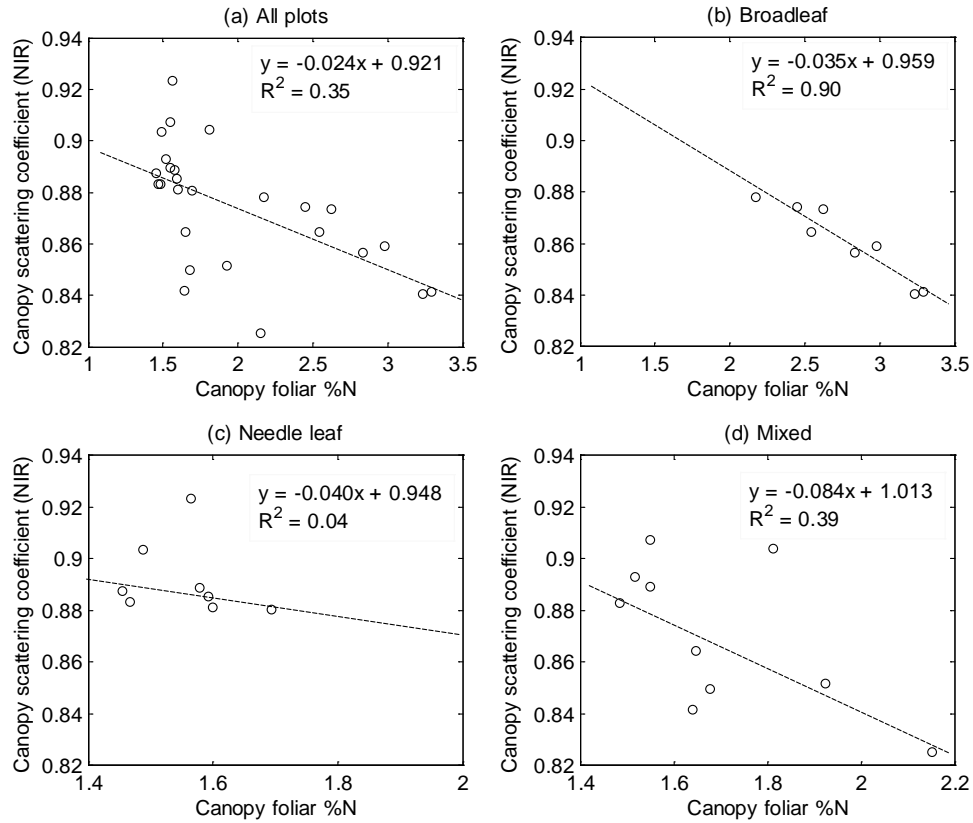 (a) All plots
Canopy scattering coefficient (NIR)
0.94
0.92
0.9
0.88
0.86
0.84
0.82
y = -0.024x + 0.921
R² = 0.35
1 1.5 2 2.5 3 3.5
Canopy foliar %N
(b) Broadleaf
Canopy scattering coefficient (NIR)
0.94
0.92
0.9
0.88
0.86
0.84
0.82
y = -0.035x + 0.959
R² = 0.90
1 1.5 2 2.5 3 3.5
Canopy foliar %N
(c) Needle leaf
Canopy scattering coefficient (NIR)
0.94
0.92
0.9
0.88
0.86
0.84
0.82
y = -0.040x + 0.948
R² = 0.04
1.4 1.6 1.8 2
Canopy foliar %N
(d) Mixed
Canopy scattering coefficient (NIR)
0.94
0.92
0.9
0.88
0.86
0.84
0.82
y = -0.084x + 1.013
R² = 0.39
1.4 1.6 1.8 2 2.2
Canopy foliar %N